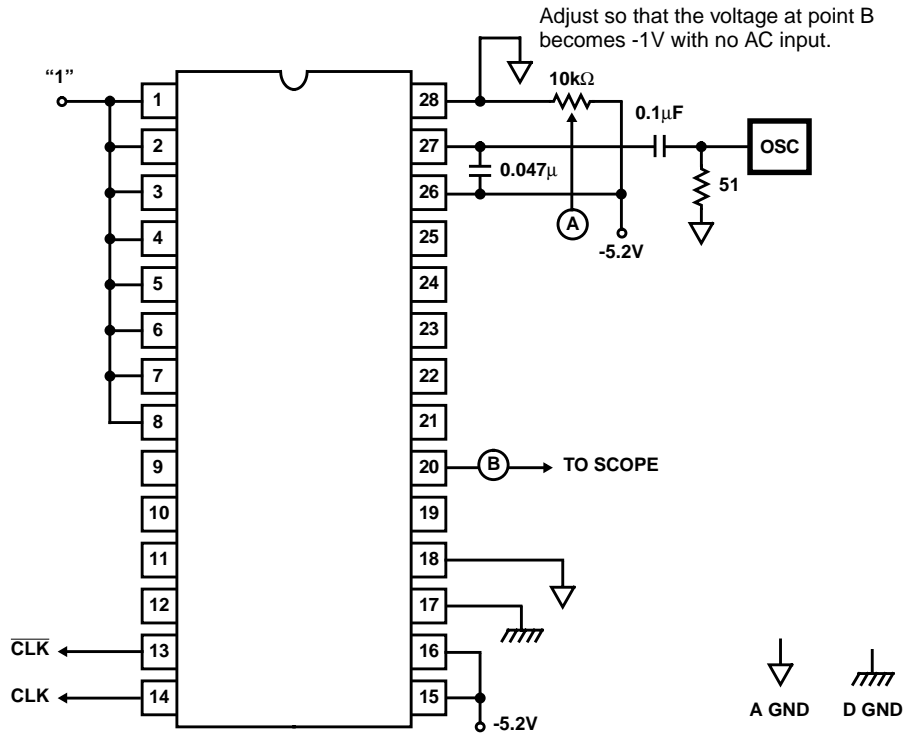 Adjust so that the voltage at point B
becomes -1V with no AC input.
“1”
10kΩ
0.1μF
OSC
0.047μ
51
A
-5.2V
1
28
2
27
3
26
4
25
5
24
6
23
7
22
8
21
9
20
B
TO SCOPE
10
19
11
18
12
17
CLK
13
16
CLK
14
15
-5.2V
A GND
D GND